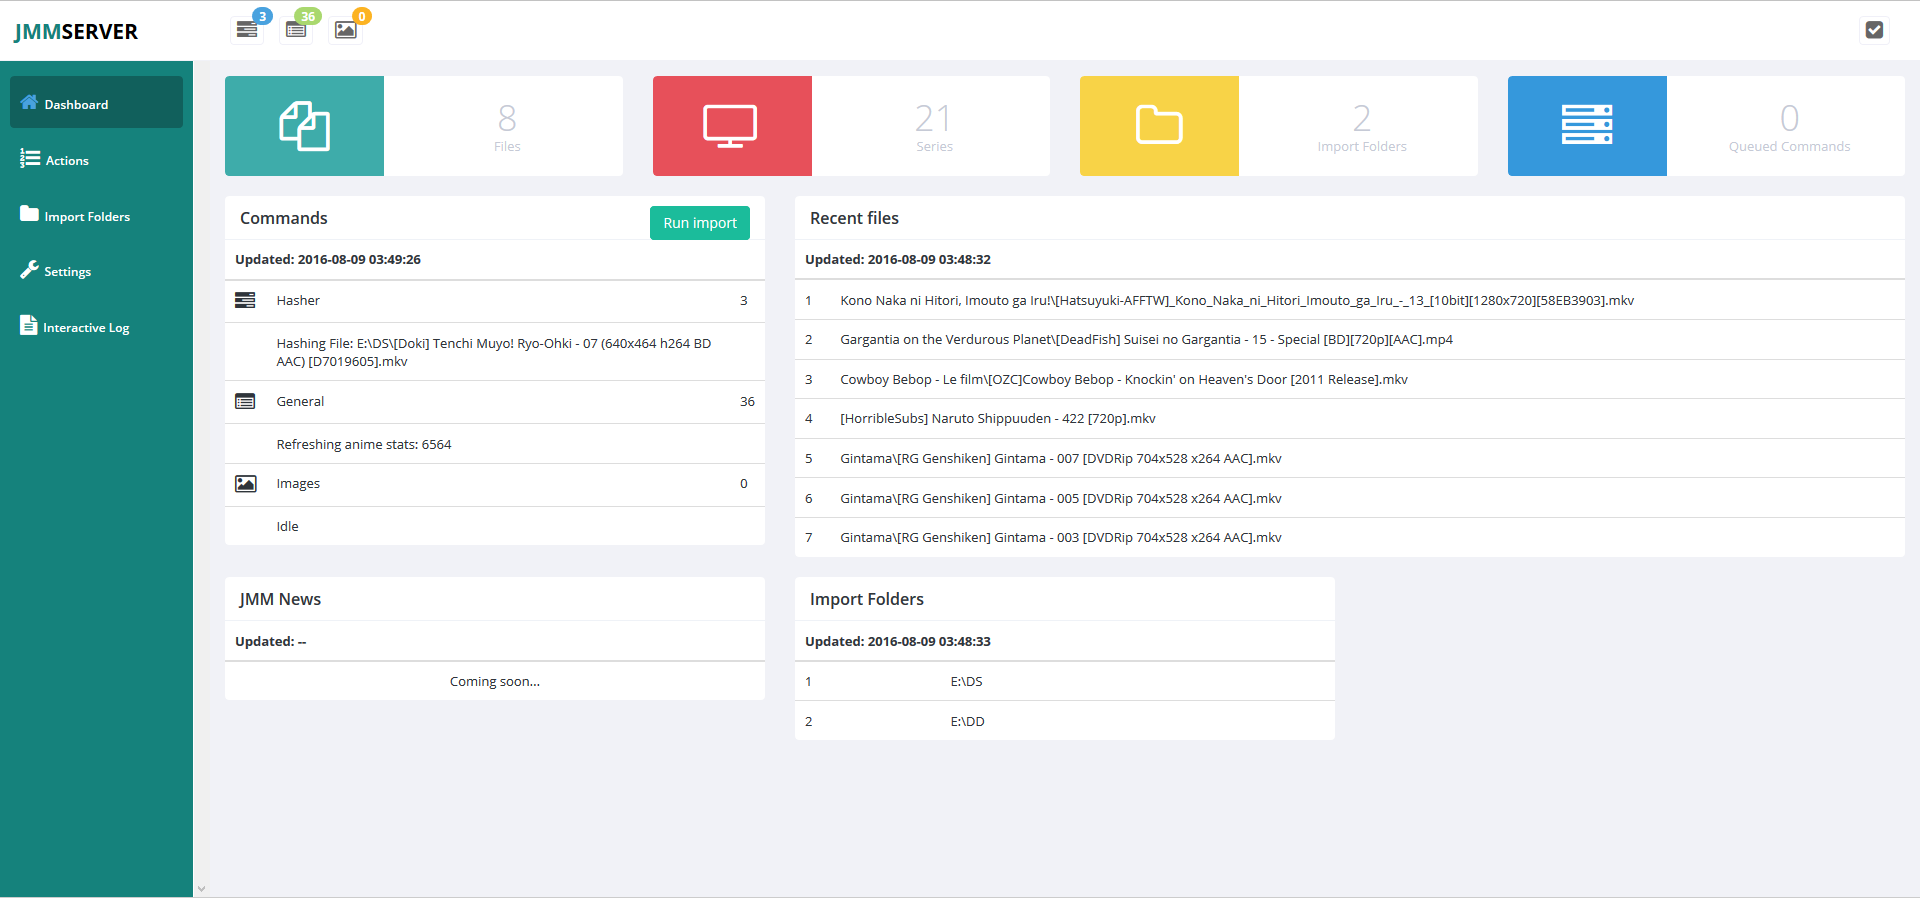 JMMSERVER
3
36
0
Dashboard
Actions
Import Folders
Settings
Interactive Log
8
Files
21
Series
2
Import Folders
0
Queued Commands
Commands
Run import
Updated: 2016-08-09 03:49:26
Hasher 3
Hashing File: E:\DS\[Doki] Tenchi Muyo! Ryo-Ohki - 07 (640x464 h264 BD
AAC) [D7019605].mkv
General 36
Refreshing anime stats: 6564
Images 0
Idle
Recent files
Updated: 2016-08-09 03:48:32
1 Kono Naka ni Hitori, Imouto ga Iru!\[Hatsuyuki-AFFTW]_Kono_Naka_ni_Hitori_Imouto_ga_Iru_-_13_[10bit][1280x720][58EB3903].mkv
2 Gargantia on the Verdurous Planet\[DeadFish] Suisei no Gargantia - 15 - Special [BD][720p][AAC].mp4
3 Cowboy Bebop - Le film\[OZC]Cowboy Bebop - Knockin' on Heaven's Door [2011 Release].mkv
4 [HorribleSubs] Naruto Shippuuden - 422 [720p].mkv
5 Gintama\[RG Genshiken] Gintama - 007 [DVDRip 704x528 x264 AAC].mkv
6 Gintama\[RG Genshiken] Gintama - 005 [DVDRip 704x528 x264 AAC].mkv
7 Gintama\[RG Genshiken] Gintama - 003 [DVDRip 704x528 x264 AAC].mkv
JMM News
Updated: --
Coming soon...
Import Folders
Updated: 2016-08-09 03:48:33
1 E:\DS
2 E:\DD